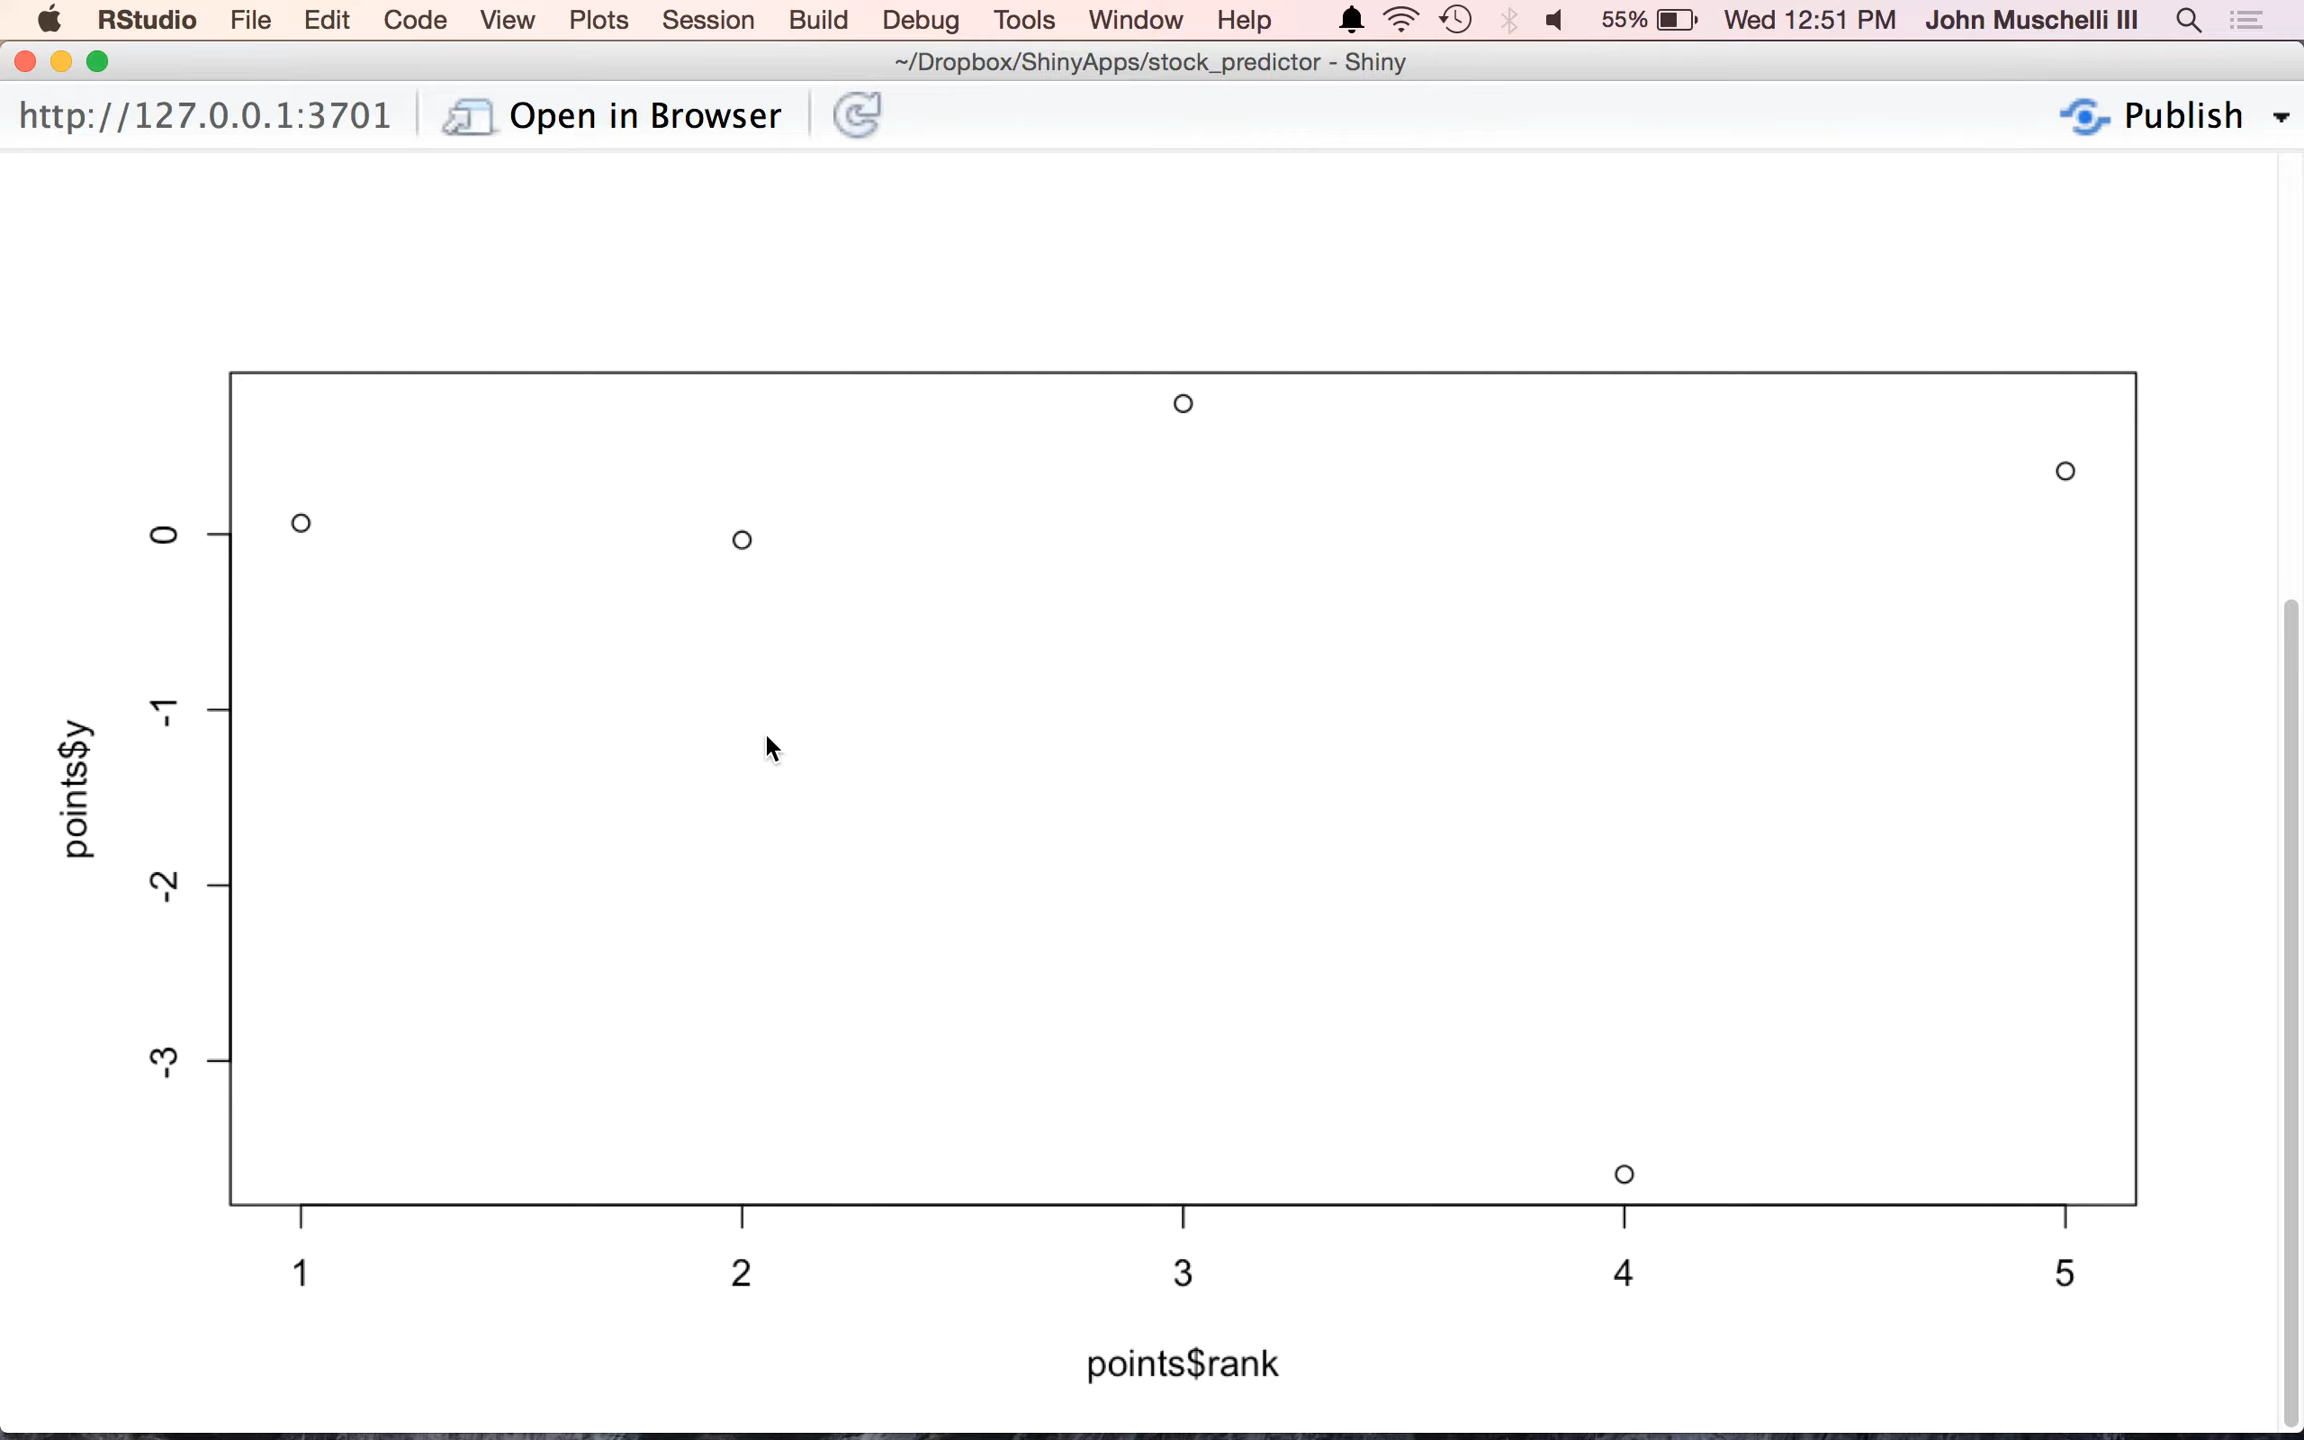 RStudio File Edit Code View Plots Session Build Debug Tools Window Help 55% Wed 12:51 PM John Muschelli III
~/Dropbox/ShinyApps/stock_predictor - Shiny
http://127.0.0.1:3701 Open in Browser Publish
0
-1
-2
-3
points$y
1 2 3 4 5
points$rank